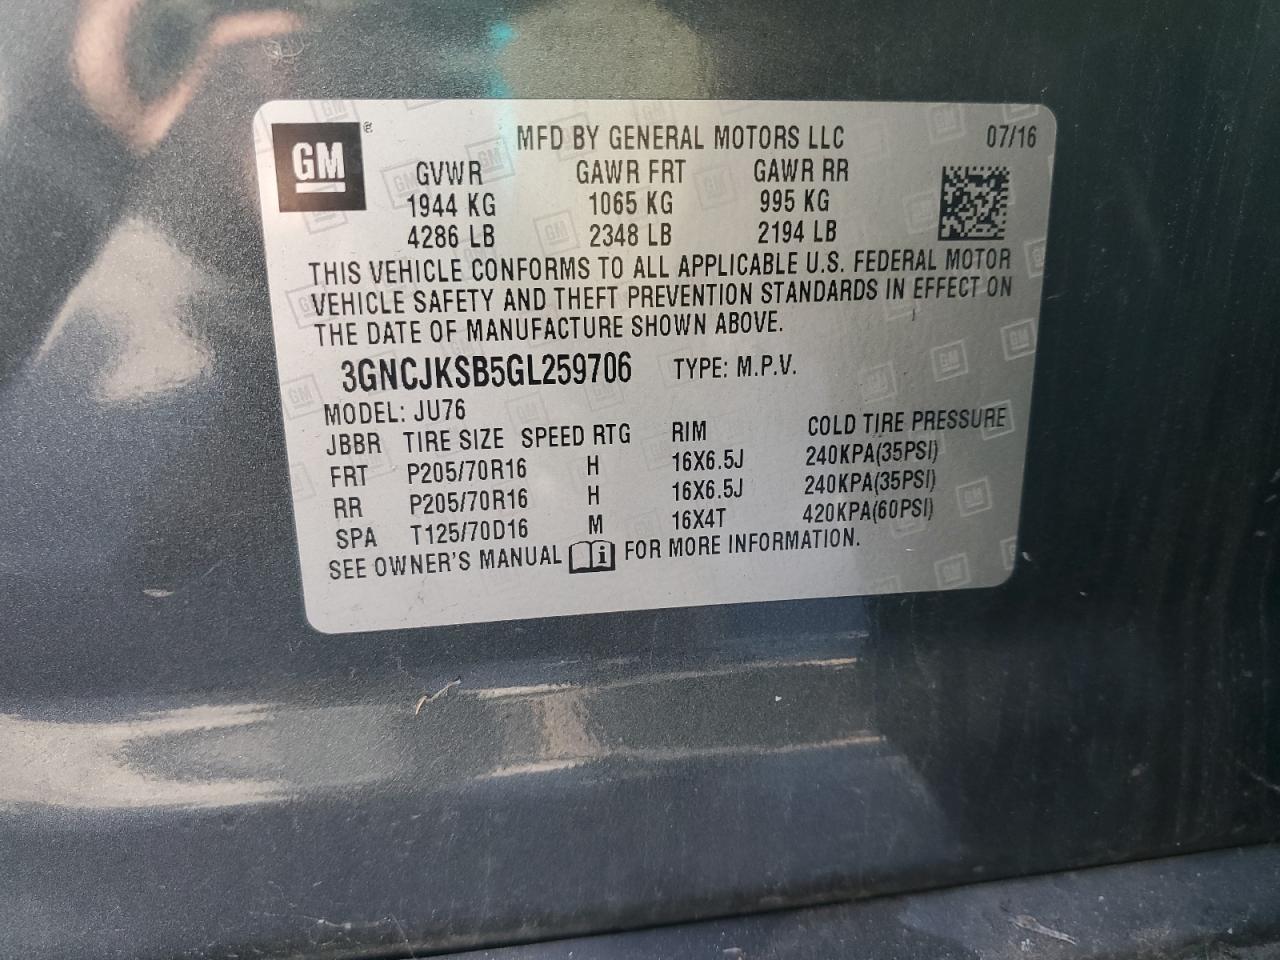 GM ® MFD BY GENERAL MOTORS LLC 07/16
GVWR GAWR FRT GAWR RR
1944 KG 1065 KG 995 KG
4286 LB 2348 LB 2194 LB
THIS VEHICLE CONFORMS TO ALL APPLICABLE U.S. FEDERAL MOTOR
VEHICLE SAFETY AND THEFT PREVENTION STANDARDS IN EFFECT ON
THE DATE OF MANUFACTURE SHOWN ABOVE.
3GNCJKSB5GL259706 TYPE: M.P.V.
MODEL: JU76
JBBR TIRE SIZE SPEED RTG RIM COLD TIRE PRESSURE
FRT P205/70R16 H 16X6.5J 240KPA(35PSI)
RR P205/70R16 H 16X6.5J 240KPA(35PSI)
SPA T125/70D16 M 16X4T 420KPA(60PSI)
SEE OWNER'S MANUAL i FOR MORE INFORMATION.